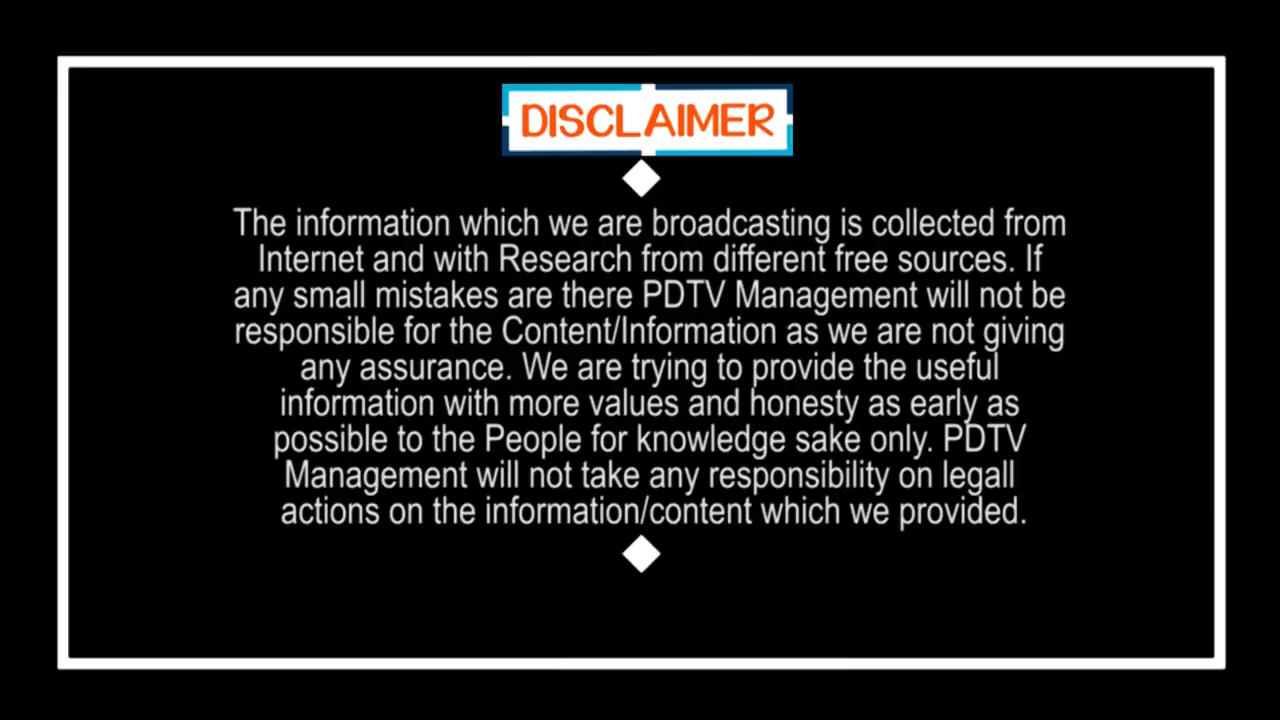 DISCLAIMER
The information which we are broadcasting is collected from
Internet and with Research from different free sources. If
any small mistakes are there PDTV Management will not be
responsible for the Content/Information as we are not giving
any assurance. We are trying to provide the useful
information with more values and honesty as early as
possible to the People for knowledge sake only. PDTV
Management will not take any responsibility on legall
actions on the information/content which we provided.